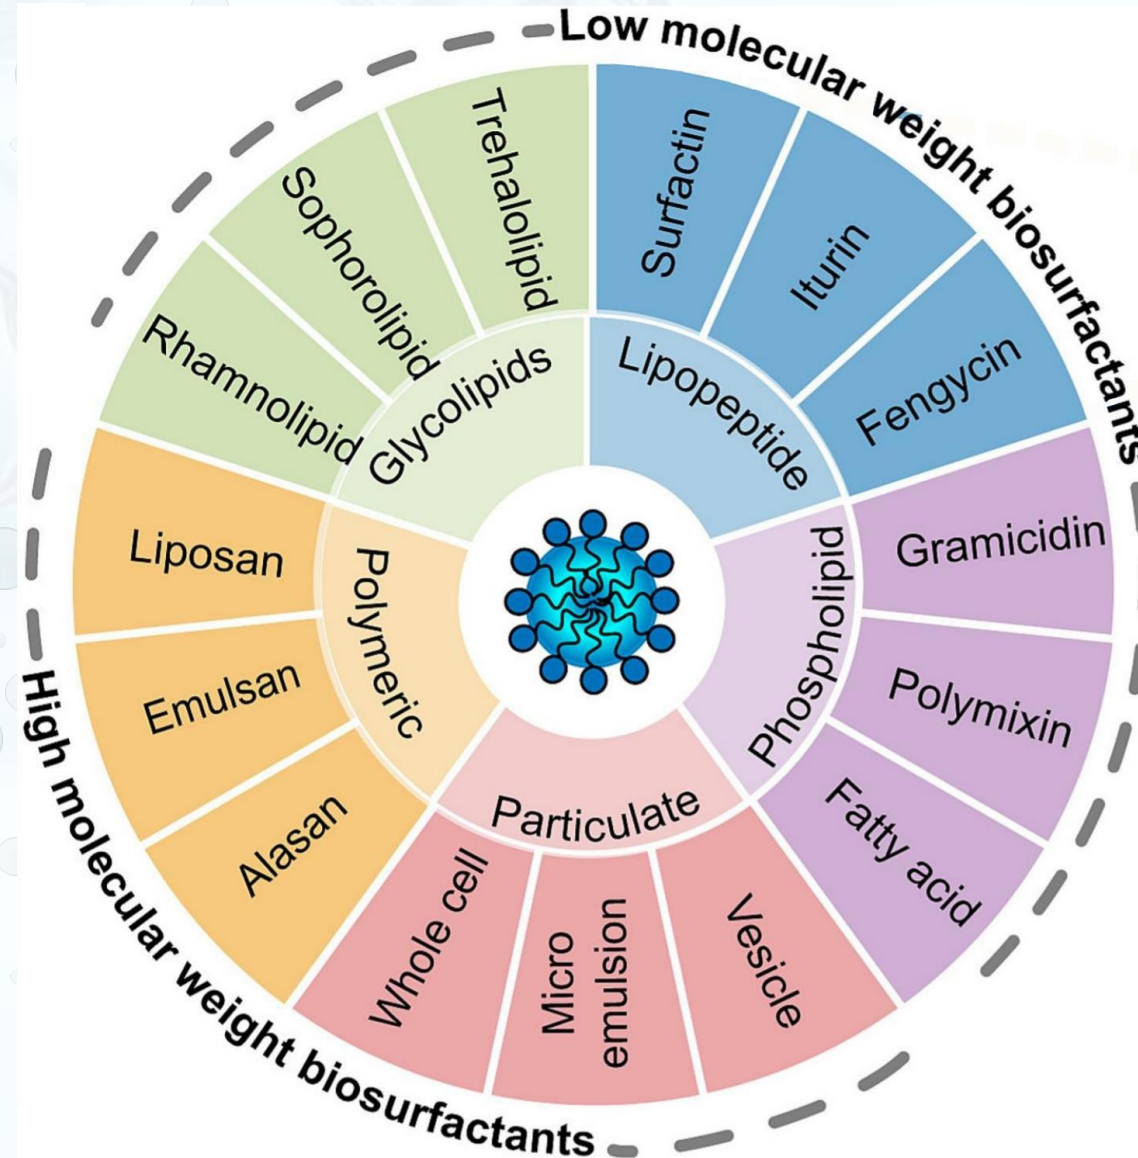 Low molecular weight biosurfactants
Trehalolipid
Sophorolipid
Rhamnolipid
Glycolipids
Surfactin
Iturin
Fengycin
Lipopeptide
Gramicidin
Polymixin
Fatty acid
Phospholipid
Vesicle
Micro
emulsion
Whole cell
Particulate
Liposan
Emulsan
Alasan
Polymeric
High molecular weight biosurfactants